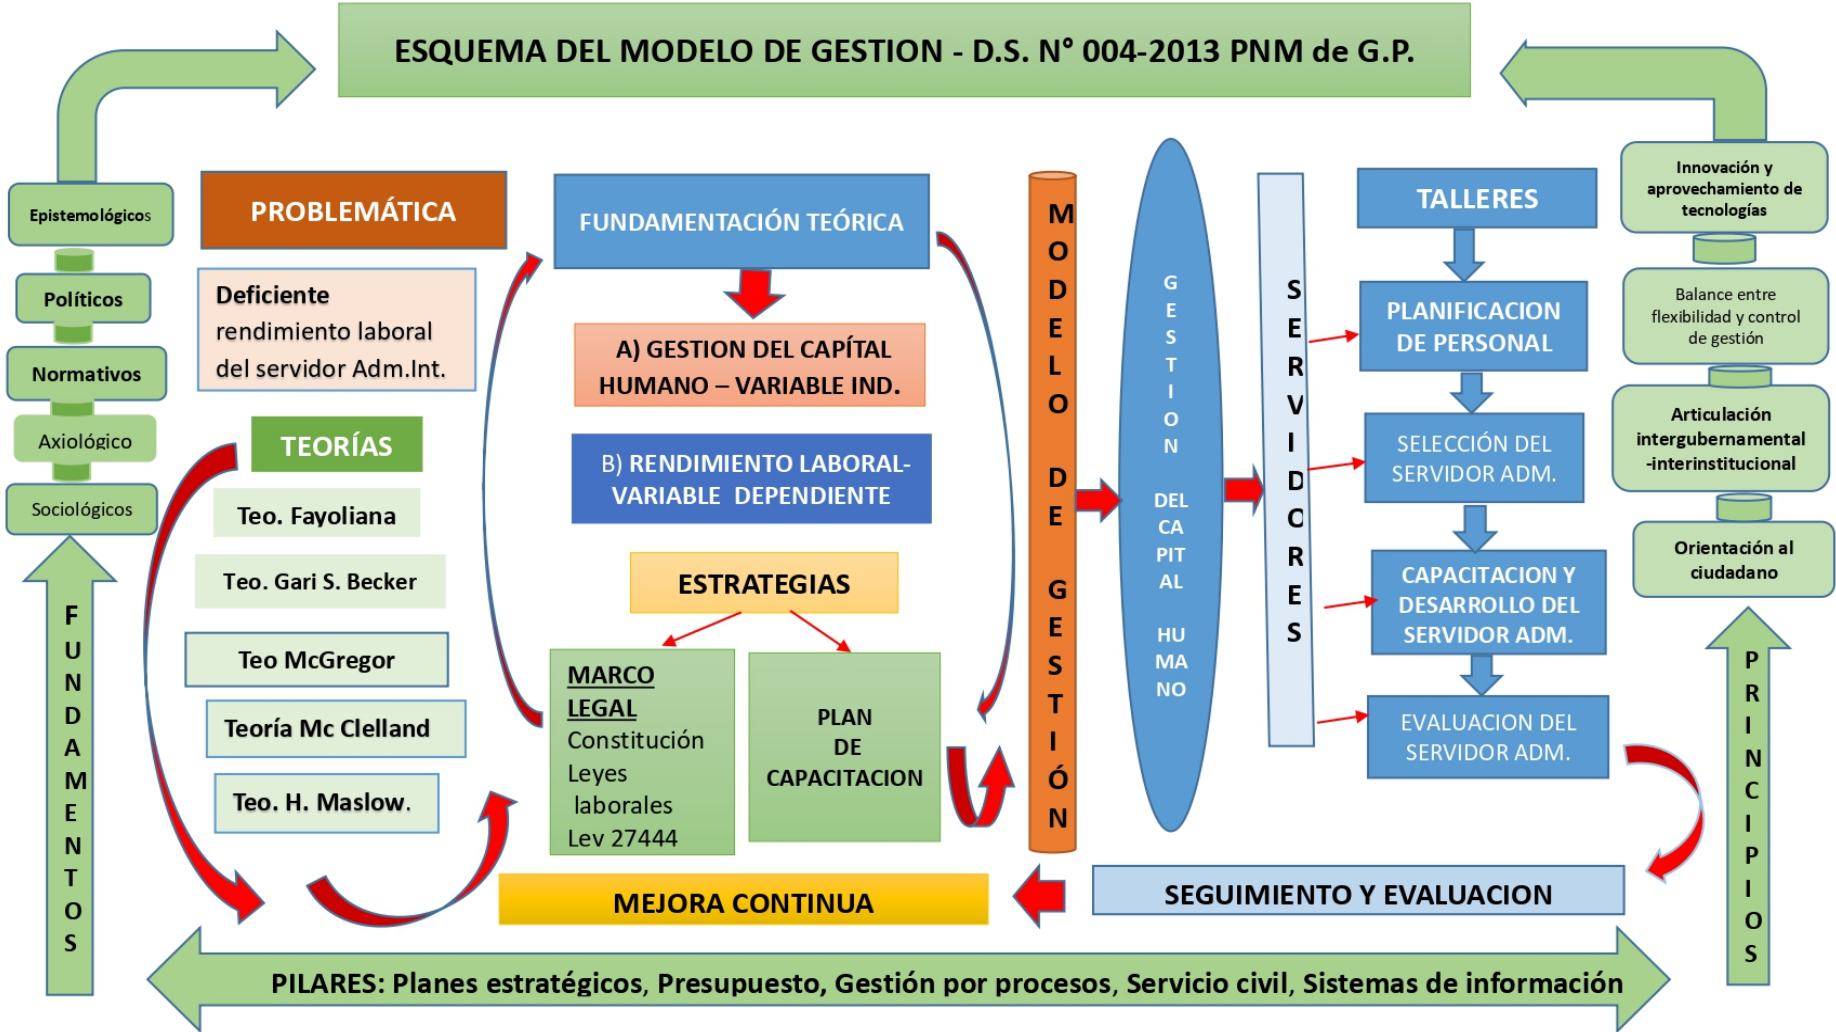 ESQUEMA DEL MODELO DE GESTION - D.S. N° 004-2013 PNM de G.P.
Epistemológicos
Políticos
Normativos
Axiológico
Sociológicos
FUNDAMENTOS
PROBLEMÁTICA
Deficiente
rendimiento laboral
del servidor Adm.Int.
TEORÍAS
Teo. Fayoliana
Teo. Gari S. Becker
Teo McGregor
Teoría Mc Clelland
Teo. H. Maslow.
FUNDAMENTACIÓN TEÓRICA
A) GESTION DEL CAPÍTAL
HUMANO – VARIABLE IND.
B) RENDIMIENTO LABORAL-
VARIABLE DEPENDIENTE
ESTRATEGIAS
MARCO
LEGAL
Constitución
Leyes
laborales
Ley 27444
PLAN
DE
CAPACITACION
MODELO DE GESTIÓN
GESTION
DEL
CA
PIT
AL
HU
MA
NO
SERVIDORES
TALLERES
PLANIFICACION
DE PERSONAL
SELECCIÓN DEL
SERVIDOR ADM.
CAPACITACION Y
DESARROLLO DEL
SERVIDOR ADM.
EVALUACION DEL
SERVIDOR ADM.
Innovación y
aprovechamiento de
tecnologías
Balance entre
flexibilidad y control
de gestión
Articulación
intergubernamental
-interinstitucional
Orientación al
ciudadano
PRINCIPIOS
MEJORA CONTINUA
SEGUIMIENTO Y EVALUACION
PILARES: Planes estratégicos, Presupuesto, Gestión por procesos, Servicio civil, Sistemas de información